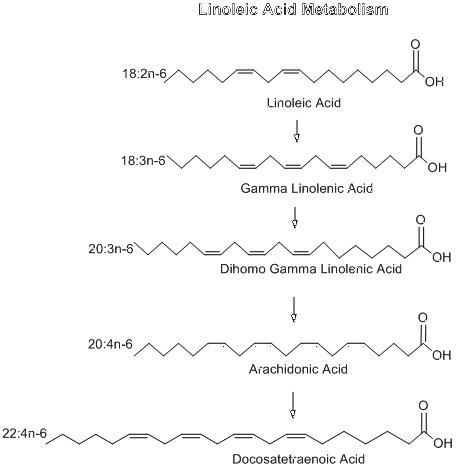 Linoleic Acid Metabolism
O
18:2n-6
OH
Linoleic Acid
O
18:3n-6
OH
Gamma Linolenic Acid
O
20:3n-6
OH
Dihomo Gamma Linolenic Acid
O
20:4n-6
OH
Arachidonic Acid
O
22:4n-6
OH
Docosatetraenoic Acid